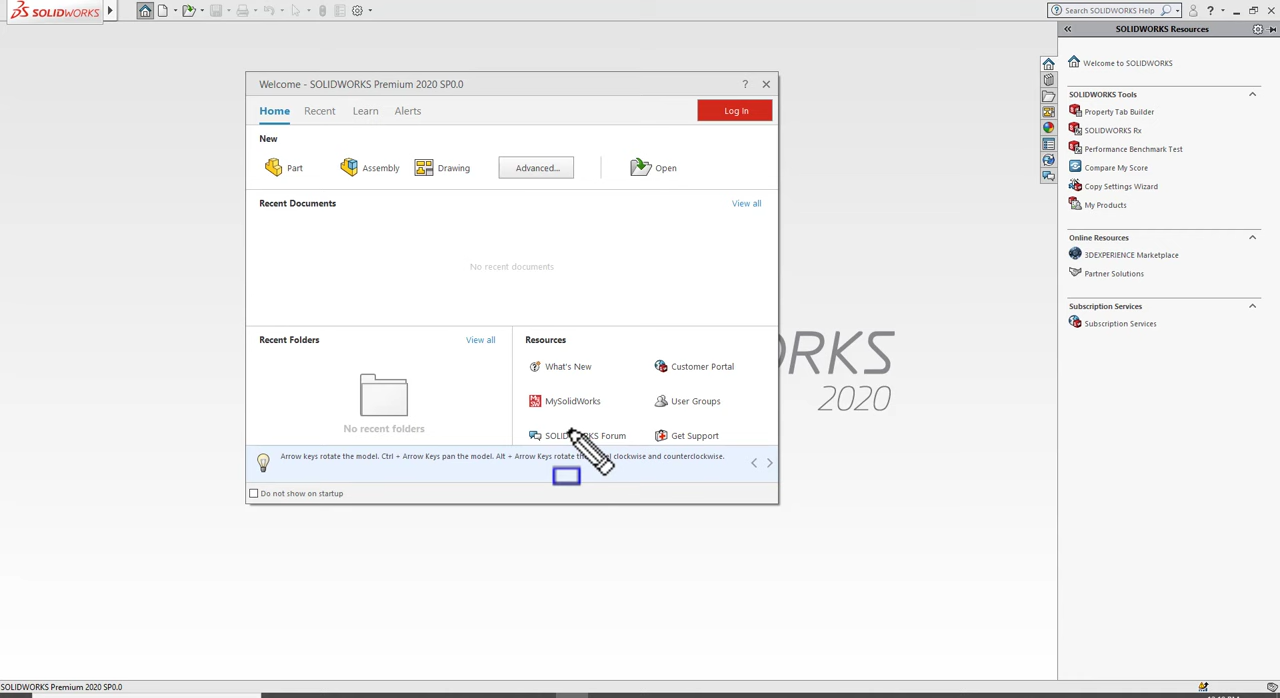 SOLIDWORKS
Search SOLIDWORKS Help
?
Welcome - SOLIDWORKS Premium 2020 SP0.0
?
Home Recent Learn Alerts
Log In
New
Part Assembly Drawing Advanced... Open
Recent Documents
View all
No recent documents
Recent Folders
View all
No recent folders
Resources
What's New
Customer Portal
MySolidWorks
User Groups
Forum
Get Support
Arrow keys rotate the model. Ctrl + Arrow Keys pan the model. Alt + Arrow Keys rotate clockwise and counterclockwise.
Do not show on startup
RKS
2020
SOLIDWORKS Resources
Welcome to SOLIDWORKS
SOLIDWORKS Tools
Property Tab Builder
SOLIDWORKS Rx
Performance Benchmark Test
Compare My Score
Copy Settings Wizard
My Products
Online Resources
3DEXPERIENCE Marketplace
Partner Solutions
Subscription Services
Subscription Services
SOLIDWORKS Premium 2020 SP0.0